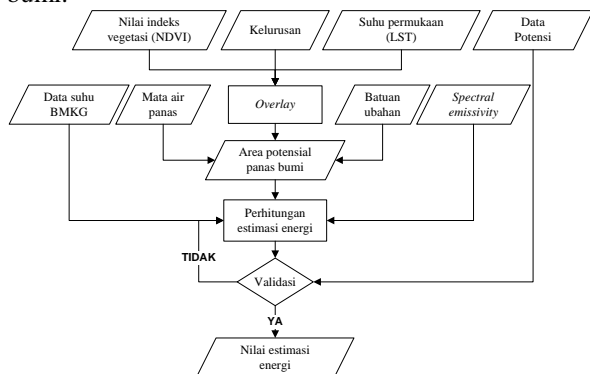 bumi.
Nilai indeks
vegetasi (NDVI)
Kelurusan
Suhu permukaan
(LST)
Data
Potensi
Data suhu
BMKG
Mata air
panas
Overlay
Batuan
ubahan
Spectral
emissivity
Area potensial
panas bumi
Perhitungan
estimasi energi
TIDAK
Validasi
YA
Nilai estimasi
energi